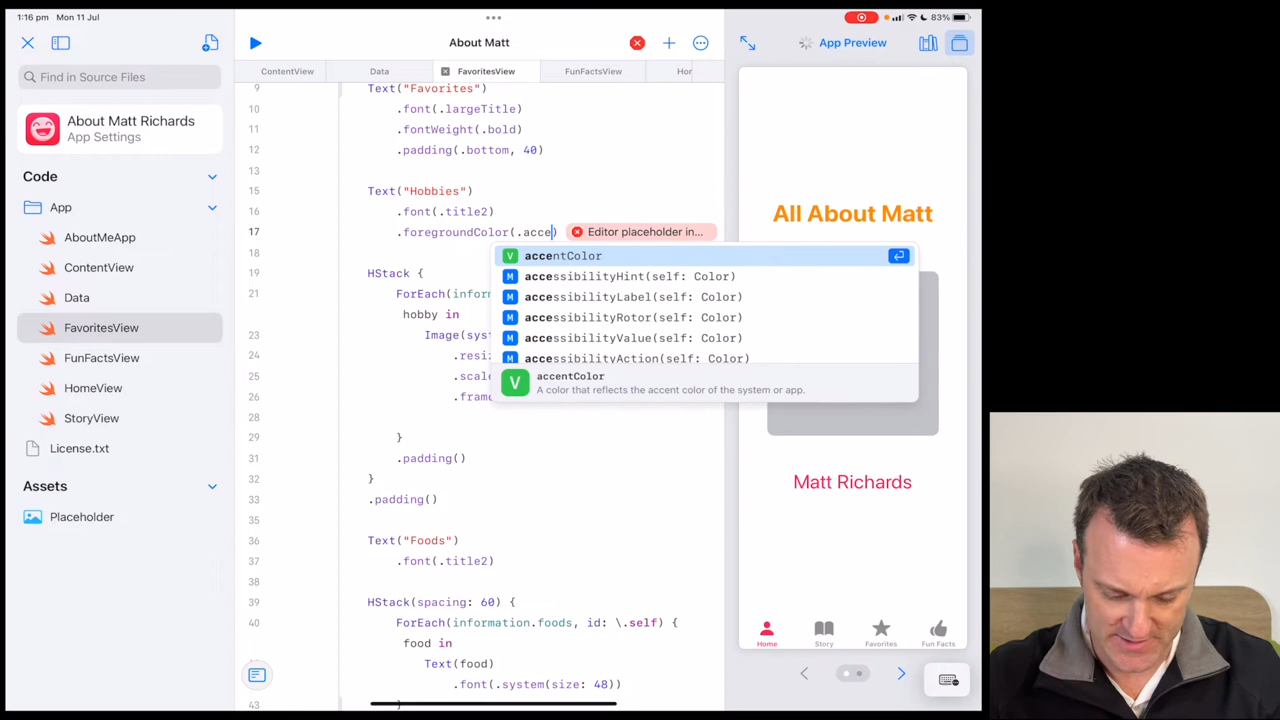 1:16 pm Mon 11 Jul
83%
About Matt
App Preview
Find in Source Files
ContentView
Data
FavoritesView
FunFactsView
Hor
About Matt Richards
App Settings
Code
App
AboutMeApp
ContentView
Data
FavoritesView
FunFactsView
HomeView
StoryView
License.txt
Assets
Placeholder
9 Text("Favorites")
10 .font(.largeTitle)
11 .fontWeight(.bold)
12 .padding(.bottom, 40)
13
15 Text("Hobbies")
16 .font(.title2)
17 .foregroundColor(.acce) Editor placeholder in...
18
19 HStack {
21 ForEach(inform
hobby in
23 Image(sys
24 .resiz
25 .scale
26 .frame
28
29 }
31 .padding()
32 }
33 .padding()
35
36 Text("Foods")
37 .font(.title2)
38
39 HStack(spacing: 60) {
40 ForEach(information.foods, id: \.self) {
food in
Text(food)
.font(.system(size: 48))
43 }
V accentColor
M accessibilityHint(self: Color)
M accessibilityLabel(self: Color)
M accessibilityRotor(self: Color)
M accessibilityValue(self: Color)
M accessibilityAction(self: Color)
V accentColor
A color that reflects the accent color of the system or app.
All About Matt
Matt Richards
Home
Story
Favorites
Fun Facts